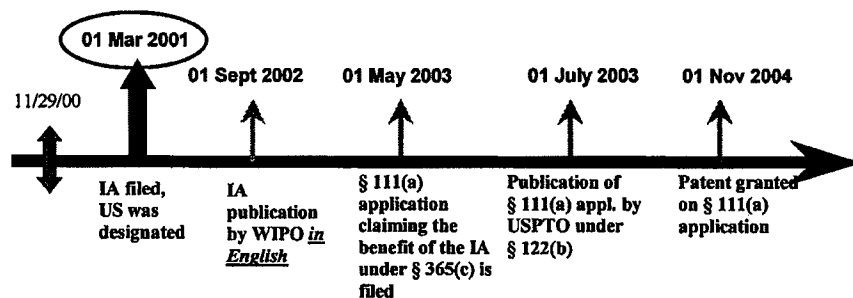 01 Mar 2001
01 Sept 2002
01 May 2003
01 July 2003
01 Nov 2004
11/29/00
IA filed,
US was
designated
IA
publication
by WIPO in
English
§ 111(a)
application
claiming the
benefit of the IA
under § 365(c) is
filed
Publication of
§ 111(a) appl. by
USPTO under
§ 122(b)
Patent granted
on § 111(a)
application